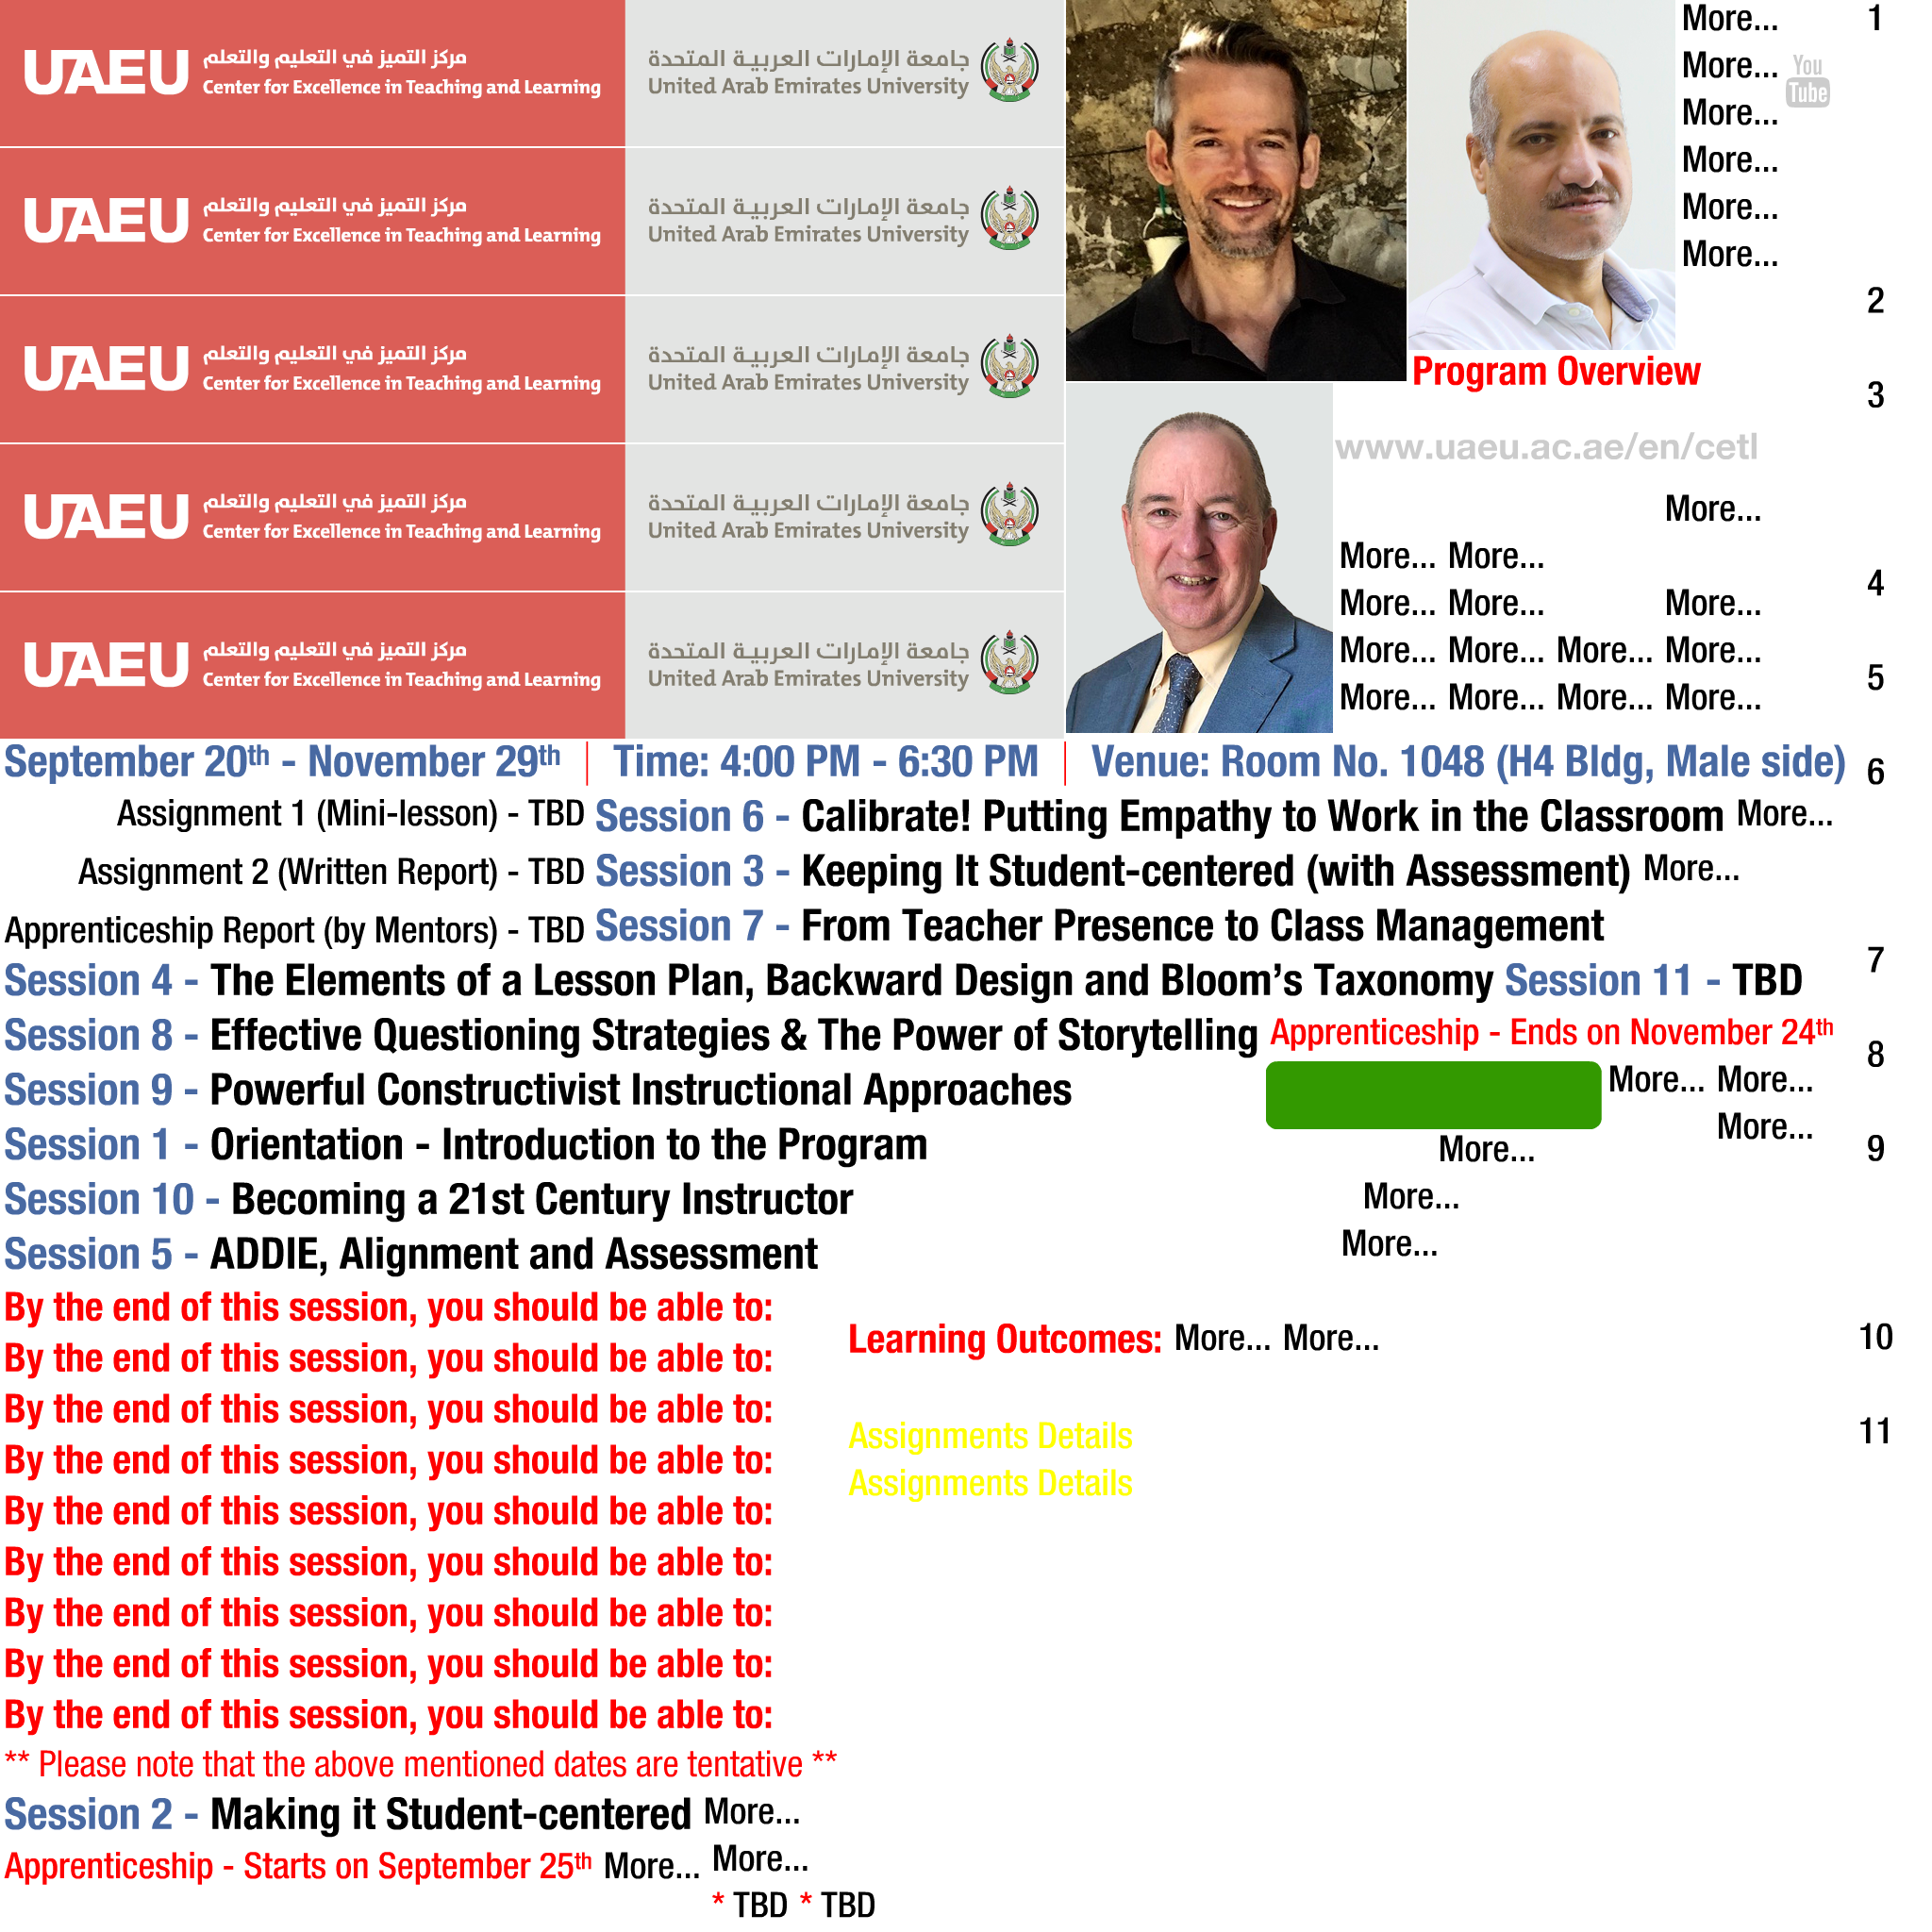 UAEU مركز التميز في التعليم والتعلم
Center for Excellence in Teaching and Learning
جامعة الإمارات العربية المتحدة
United Arab Emirates University
UAEU مركز التميز في التعليم والتعلم
Center for Excellence in Teaching and Learning
جامعة الإمارات العربية المتحدة
United Arab Emirates University
UAEU مركز التميز في التعليم والتعلم
Center for Excellence in Teaching and Learning
جامعة الإمارات العربية المتحدة
United Arab Emirates University
UAEU مركز التميز في التعليم والتعلم
Center for Excellence in Teaching and Learning
جامعة الإمارات العربية المتحدة
United Arab Emirates University
UAEU مركز التميز في التعليم والتعلم
Center for Excellence in Teaching and Learning
جامعة الإمارات العربية المتحدة
United Arab Emirates University
More... 1
More... You
Tube
More...
More...
More...
More...
2
Program Overview
3
www.uaeu.ac.ae/en/cetl
More...
More... More...
4
More... More... More...
More... More... More... More...
5
More... More... More... More...
September 20th - November 29th | Time: 4:00 PM - 6:30 PM | Venue: Room No. 1048 (H4 Bldg, Male side) 6
Assignment 1 (Mini-lesson) - TBD Session 6 - Calibrate! Putting Empathy to Work in the Classroom More...
Assignment 2 (Written Report) - TBD Session 3 - Keeping It Student-centered (with Assessment) More...
Apprenticeship Report (by Mentors) - TBD Session 7 - From Teacher Presence to Class Management
7
Session 4 - The Elements of a Lesson Plan, Backward Design and Bloom's Taxonomy Session 11 - TBD
Session 8 - Effective Questioning Strategies & The Power of Storytelling Apprenticeship - Ends on November 24th
8
Session 9 - Powerful Constructivist Instructional Approaches More... More...
More...
Session 1 - Orientation - Introduction to the Program More... 9
Session 10 - Becoming a 21st Century Instructor More...
Session 5 - ADDIE, Alignment and Assessment More...
By the end of this session, you should be able to:
Learning Outcomes: More... More... 10
By the end of this session, you should be able to:
By the end of this session, you should be able to:
Assignments Details 11
By the end of this session, you should be able to:
Assignments Details
By the end of this session, you should be able to:
By the end of this session, you should be able to:
By the end of this session, you should be able to:
By the end of this session, you should be able to:
By the end of this session, you should be able to:
** Please note that the above mentioned dates are tentative **
Session 2 - Making it Student-centered More...
Apprenticeship - Starts on September 25th More... More...
* TBD * TBD